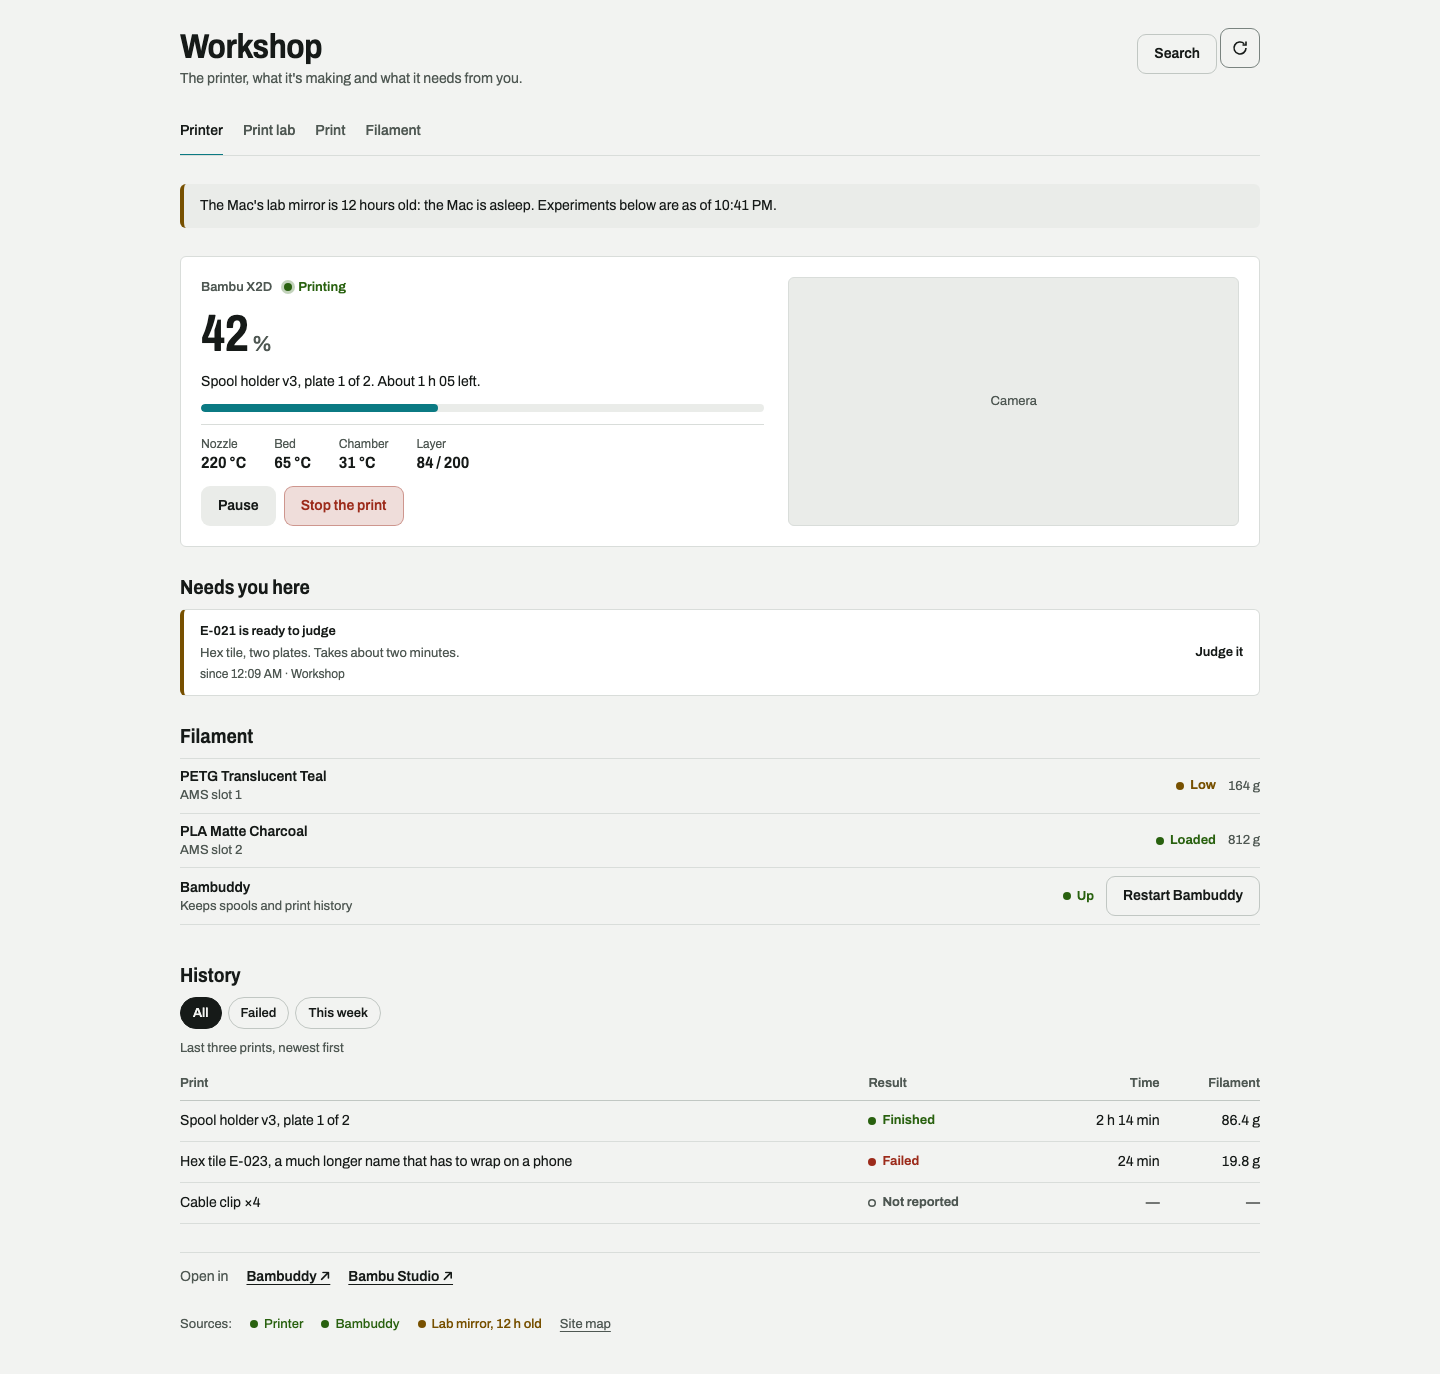 Workshop
The printer, what it's making and what it needs from you.
Search
Printer Print lab Print Filament
The Mac's lab mirror is 12 hours old: the Mac is asleep. Experiments below are as of 10:41 PM.
Bambu X2D Printing
42 %
Spool holder v3, plate 1 of 2. About 1 h 05 left.
Nozzle Bed Chamber Layer
220 °C 65 °C 31 °C 84 / 200
Pause Stop the print
Camera
Needs you here
E-021 is ready to judge
Hex tile, two plates. Takes about two minutes.
since 12:09 AM · Workshop
Judge it
Filament
PETG Translucent Teal
AMS slot 1
Low 164 g
PLA Matte Charcoal
AMS slot 2
Loaded 812 g
Bambuddy
Keeps spools and print history
Up Restart Bambuddy
History
All Failed This week
Last three prints, newest first
Print Result Time Filament
Spool holder v3, plate 1 of 2 Finished 2 h 14 min 86.4 g
Hex tile E-023, a much longer name that has to wrap on a phone Failed 24 min 19.8 g
Cable clip ×4 Not reported — —
Open in Bambuddy ↗ Bambu Studio ↗
Sources: Printer Bambuddy Lab mirror, 12 h old Site map